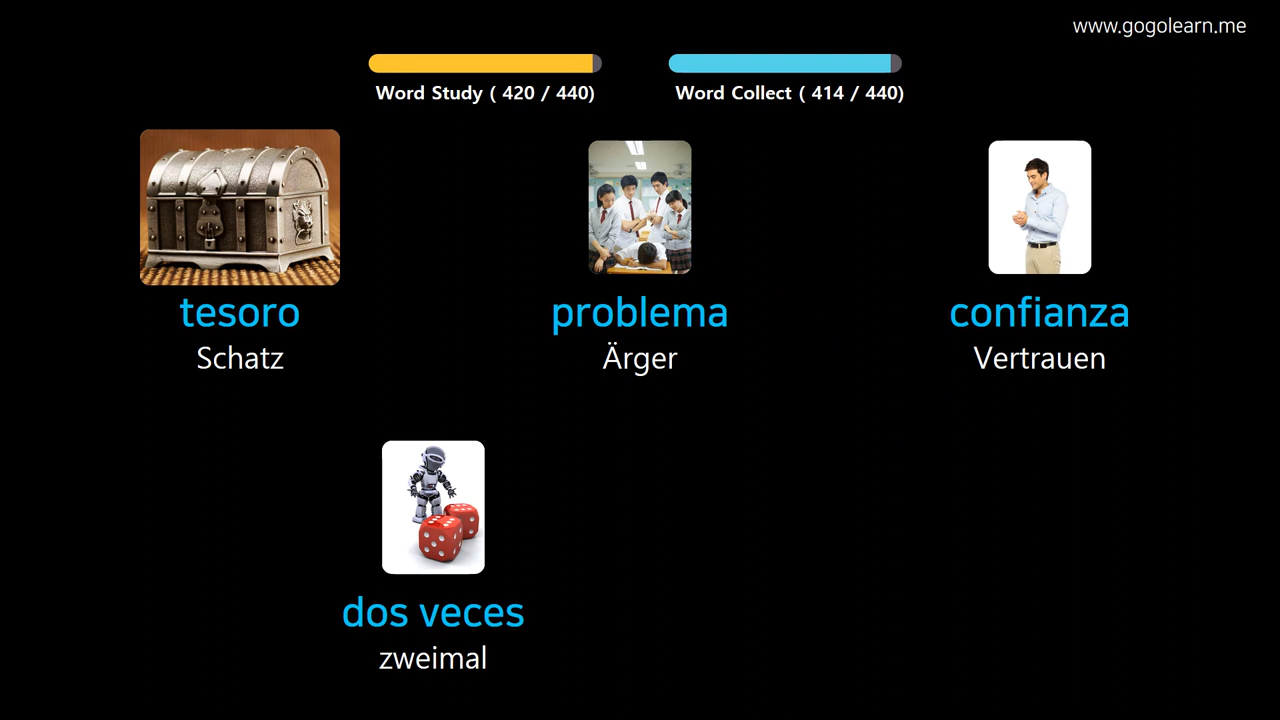 www.gogolearn.me
Word Study ( 420 / 440)
Word Collect ( 414 / 440)
tesoro
Schatz
problema
Ärger
confianza
Vertrauen
dos veces
zweimal